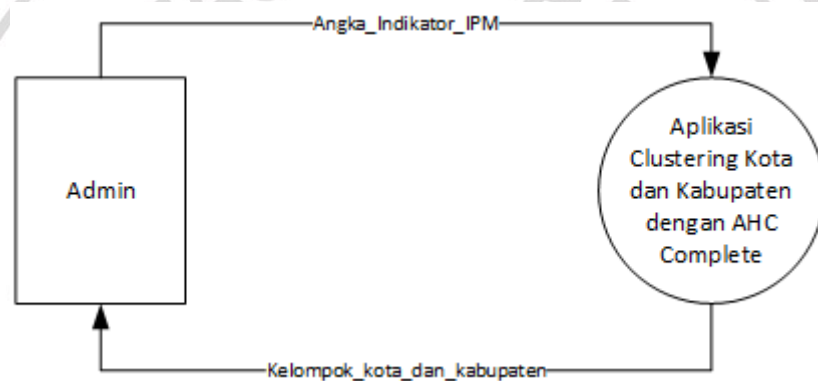 Angka_Indikator_IPM
Admin
Aplikasi
Clustering Kota
dan Kabupaten
dengan AHC
Complete
Kelompok_kota_dan_kabupaten